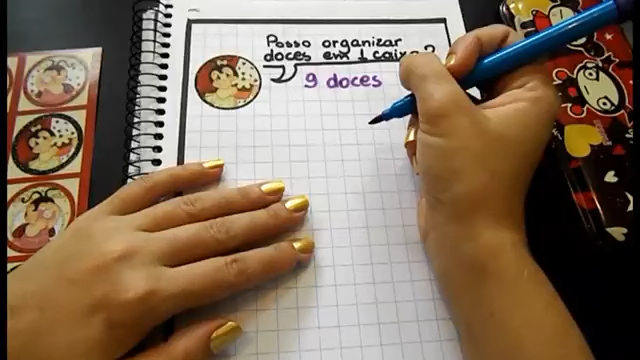 Posso organizar
doces em 1 caixa?
9 doces